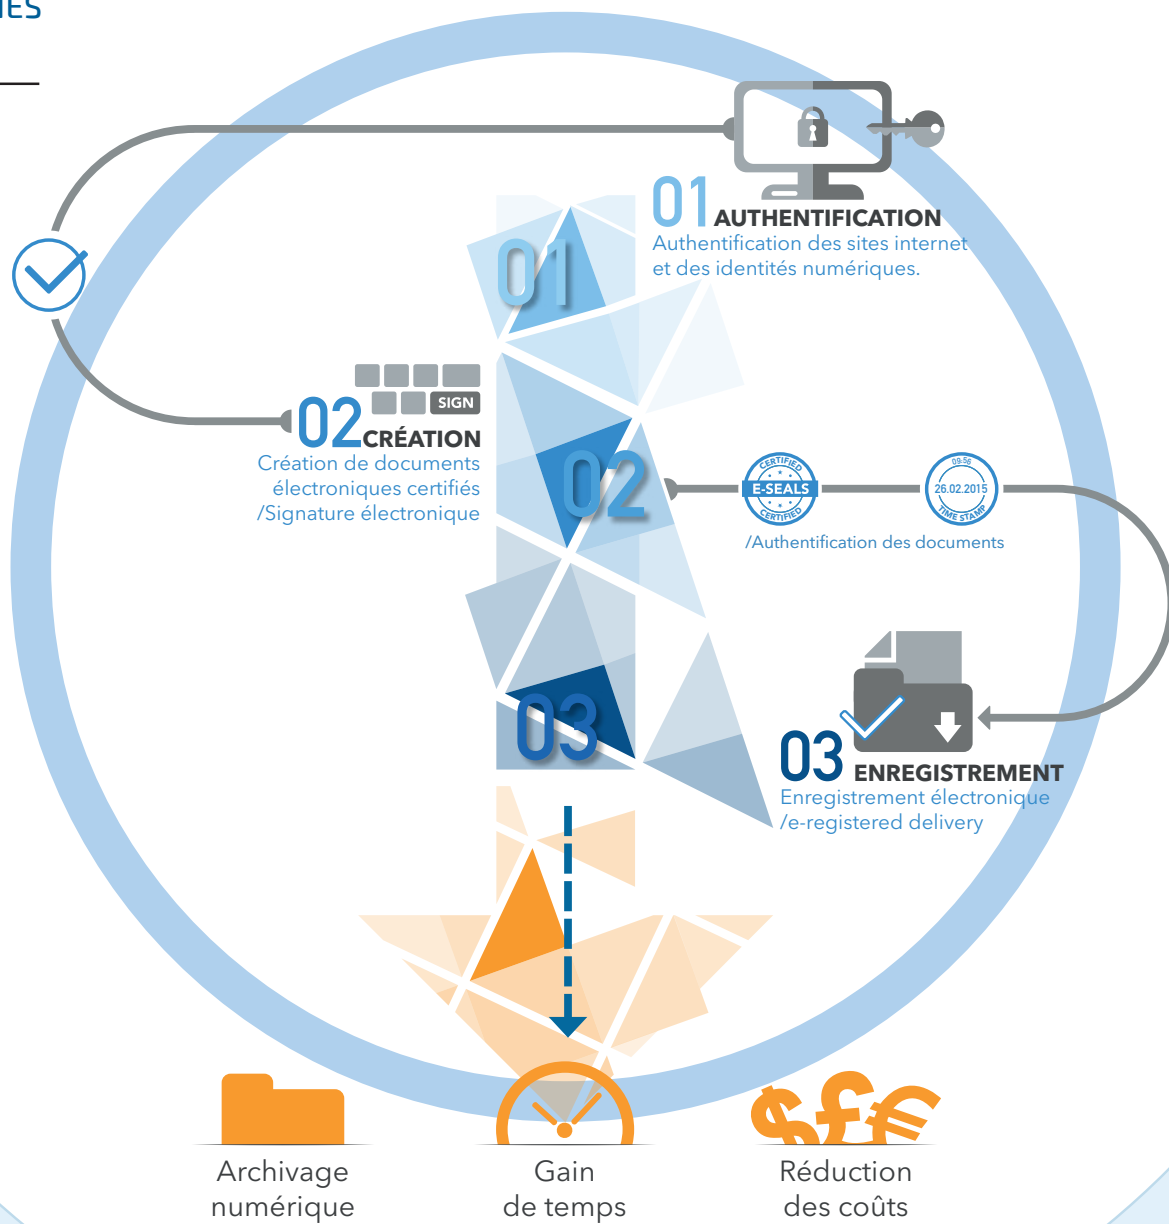 01 AUTHENTIFICATION
Authentification des sites internet
et des identités numériques.
01
SIGN
02 CRÉATION
Création de documents
électroniques certifiés
/Signature électronique
02
CERTIFIED
E-SEALS
CERTIFIED
09:56
26.02.2015
TIME STAMP
/Authentification des documents
03
03 ENREGISTREMENT
Enregistrement électronique
/e-registered delivery
Archivage
numérique
Gain
de temps
Réduction
des coûts